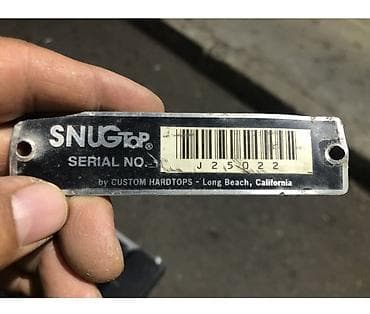 SNUGTOP®
SERIAL NO.
J25022
by CUSTOM HARDTOPS - Long Beach, California